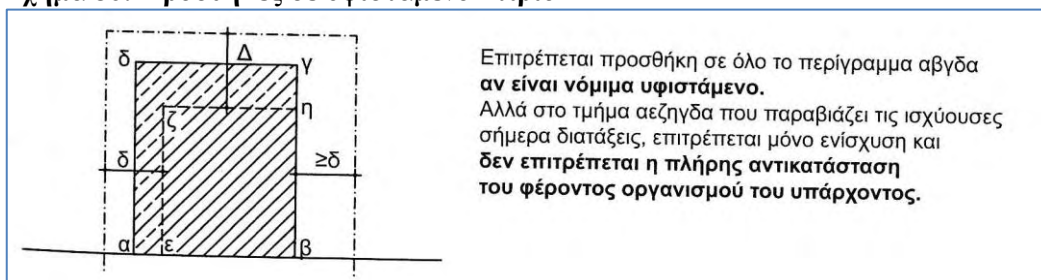 Δ
δ
γ
η
ζ
δ
≥δ
α
ε
β
Επιτρέπεται προσθήκη σε όλο το περίγραμμα αβγδα
αν είναι νόμιμα υφιστάμενο.
Αλλά στο τμήμα αεζηγδα που παραβιάζει τις ισχύουσες
σήμερα διατάξεις, επιτρέπεται μόνο ενίσχυση και
δεν επιτρέπεται η πλήρης αντικατάσταση
του φέροντος οργανισμού του υπάρχοντος.